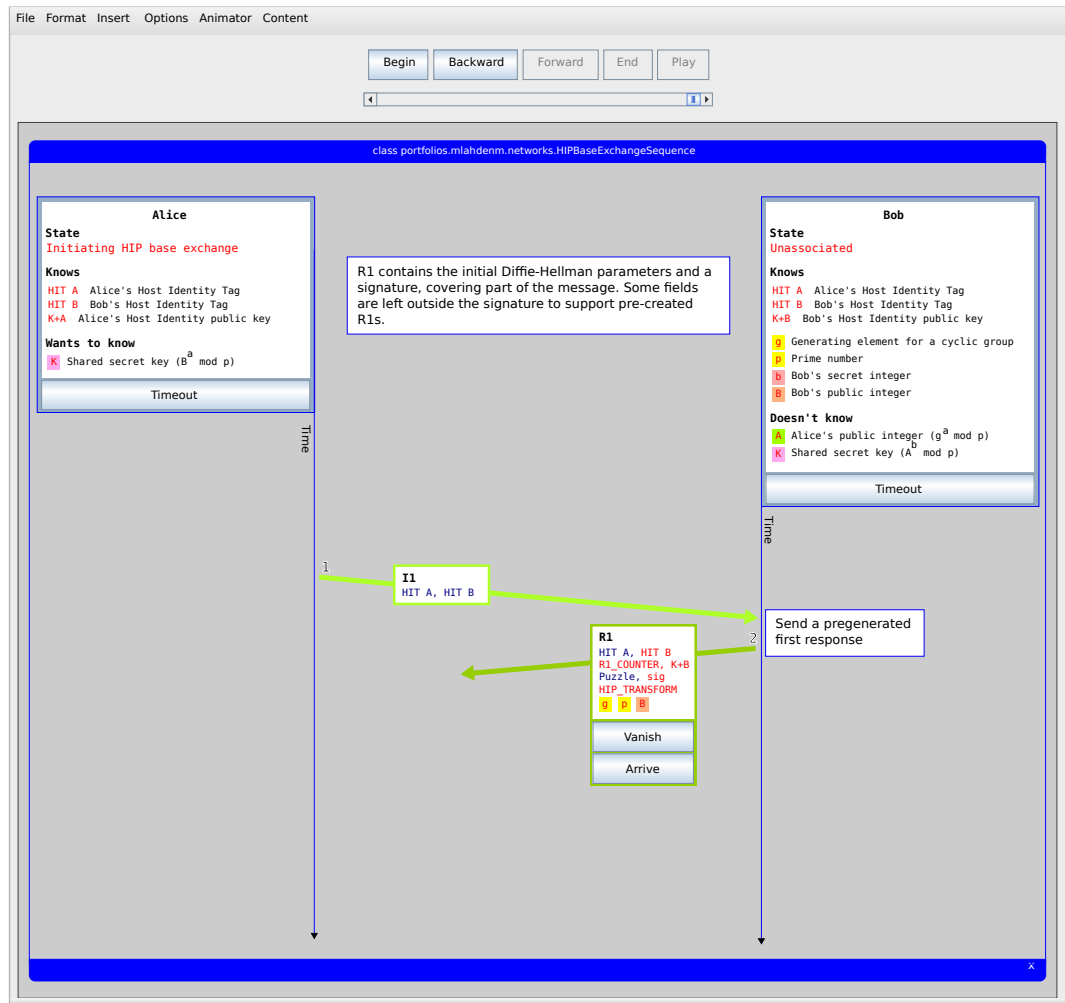 File Format Insert Options Animator Content
Begin Backward Forward End Play
class portfolios.mlahdenm.networks.HIPBaseExchangeSequence
Alice
State
Initiating HIP base exchange
Knows
HIT A Alice's Host Identity Tag
HIT B Bob's Host Identity Tag
K+A Alice's Host Identity public key
Wants to know
K Shared secret key (B^a mod p)
Timeout
Time
R1 contains the initial Diffie-Hellman parameters and a
signature, covering part of the message. Some fields
are left outside the signature to support pre-created
R1s.
Bob
State
Unassociated
Knows
HIT A Alice's Host Identity Tag
HIT B Bob's Host Identity Tag
K+B Bob's Host Identity public key
g Generating element for a cyclic group
p Prime number
b Bob's secret integer
B Bob's public integer
Doesn't know
A Alice's public integer (g^a mod p)
K Shared secret key (A^b mod p)
Timeout
Time
1
I1
HIT A, HIT B
2
Send a pregenerated
first response
R1
HIT A, HIT B
R1_COUNTER, K+B
Puzzle, sig
HIP_TRANSFORM
g p B
Vanish
Arrive